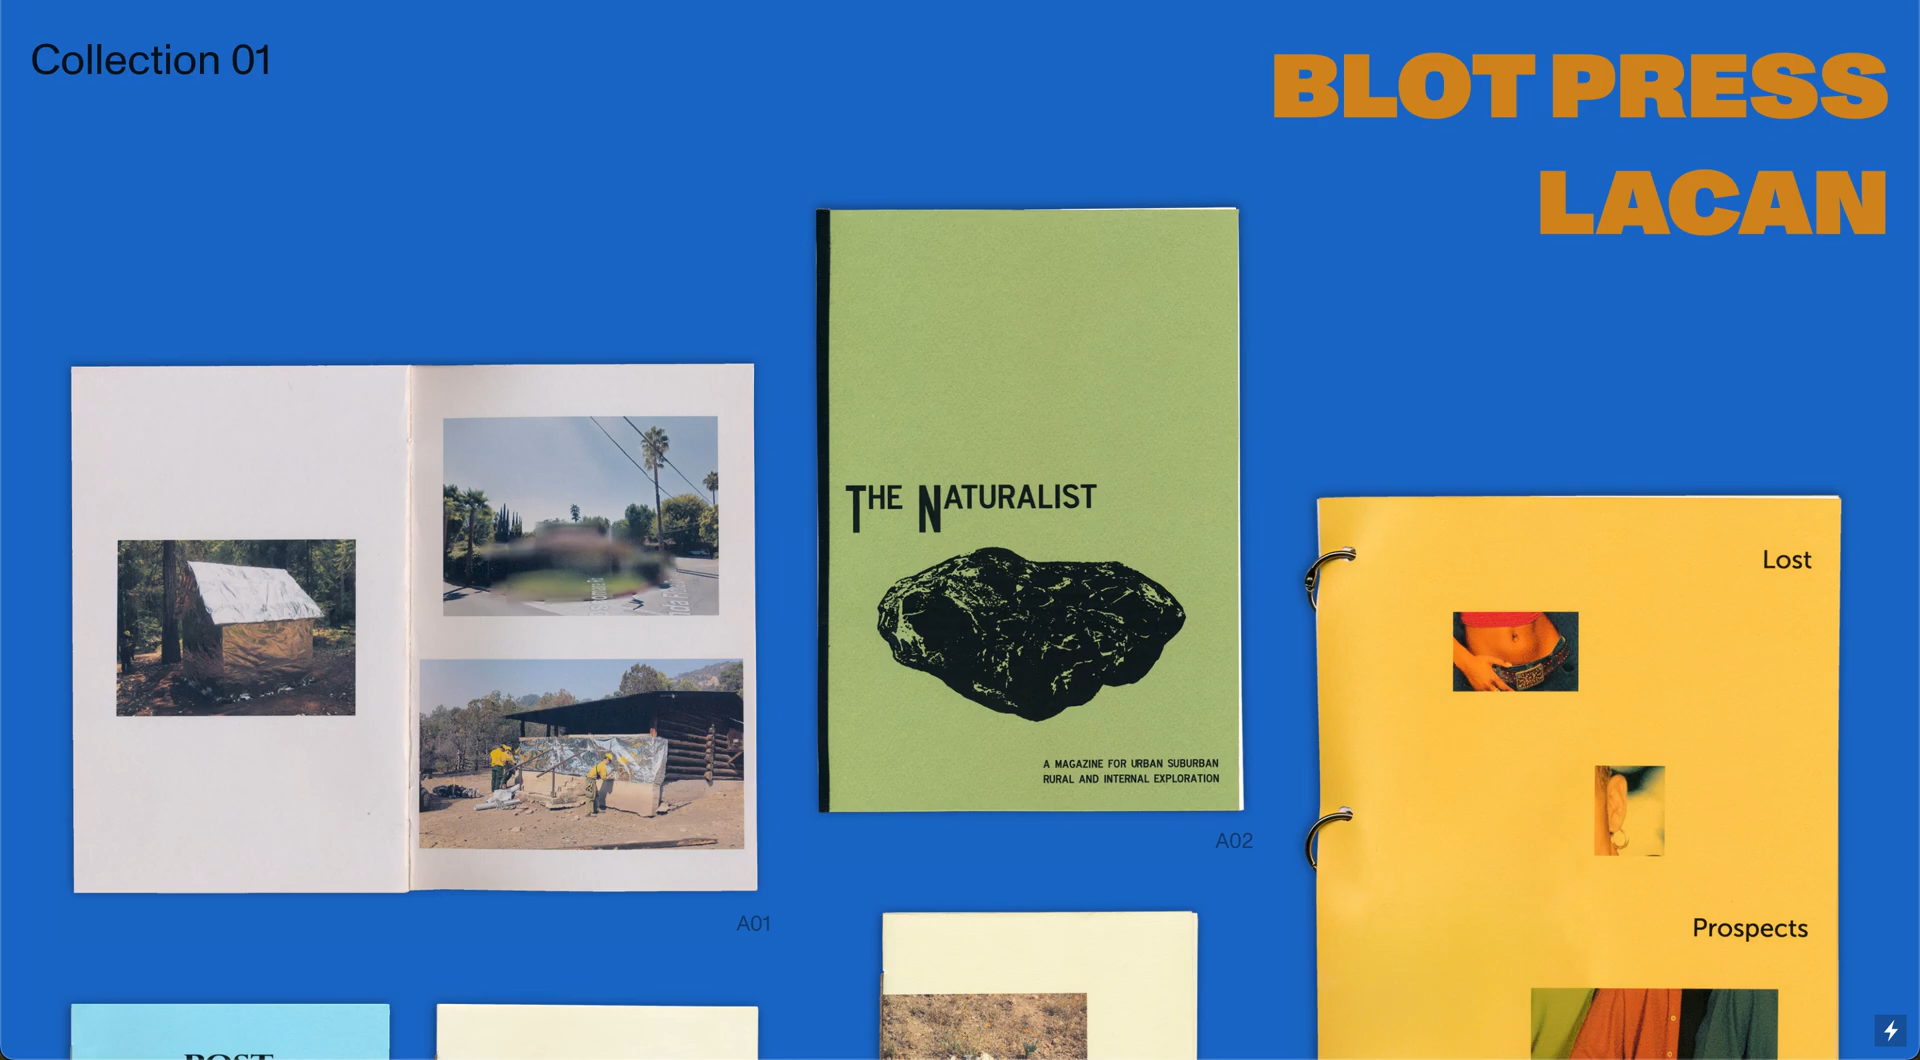 Collection 01
BLOT PRESS
LACAN
THE NATURALIST
A MAGAZINE FOR URBAN SUBURBAN
RURAL AND INTERNAL EXPLORATION
A02
A01
Lost
Prospects
POST